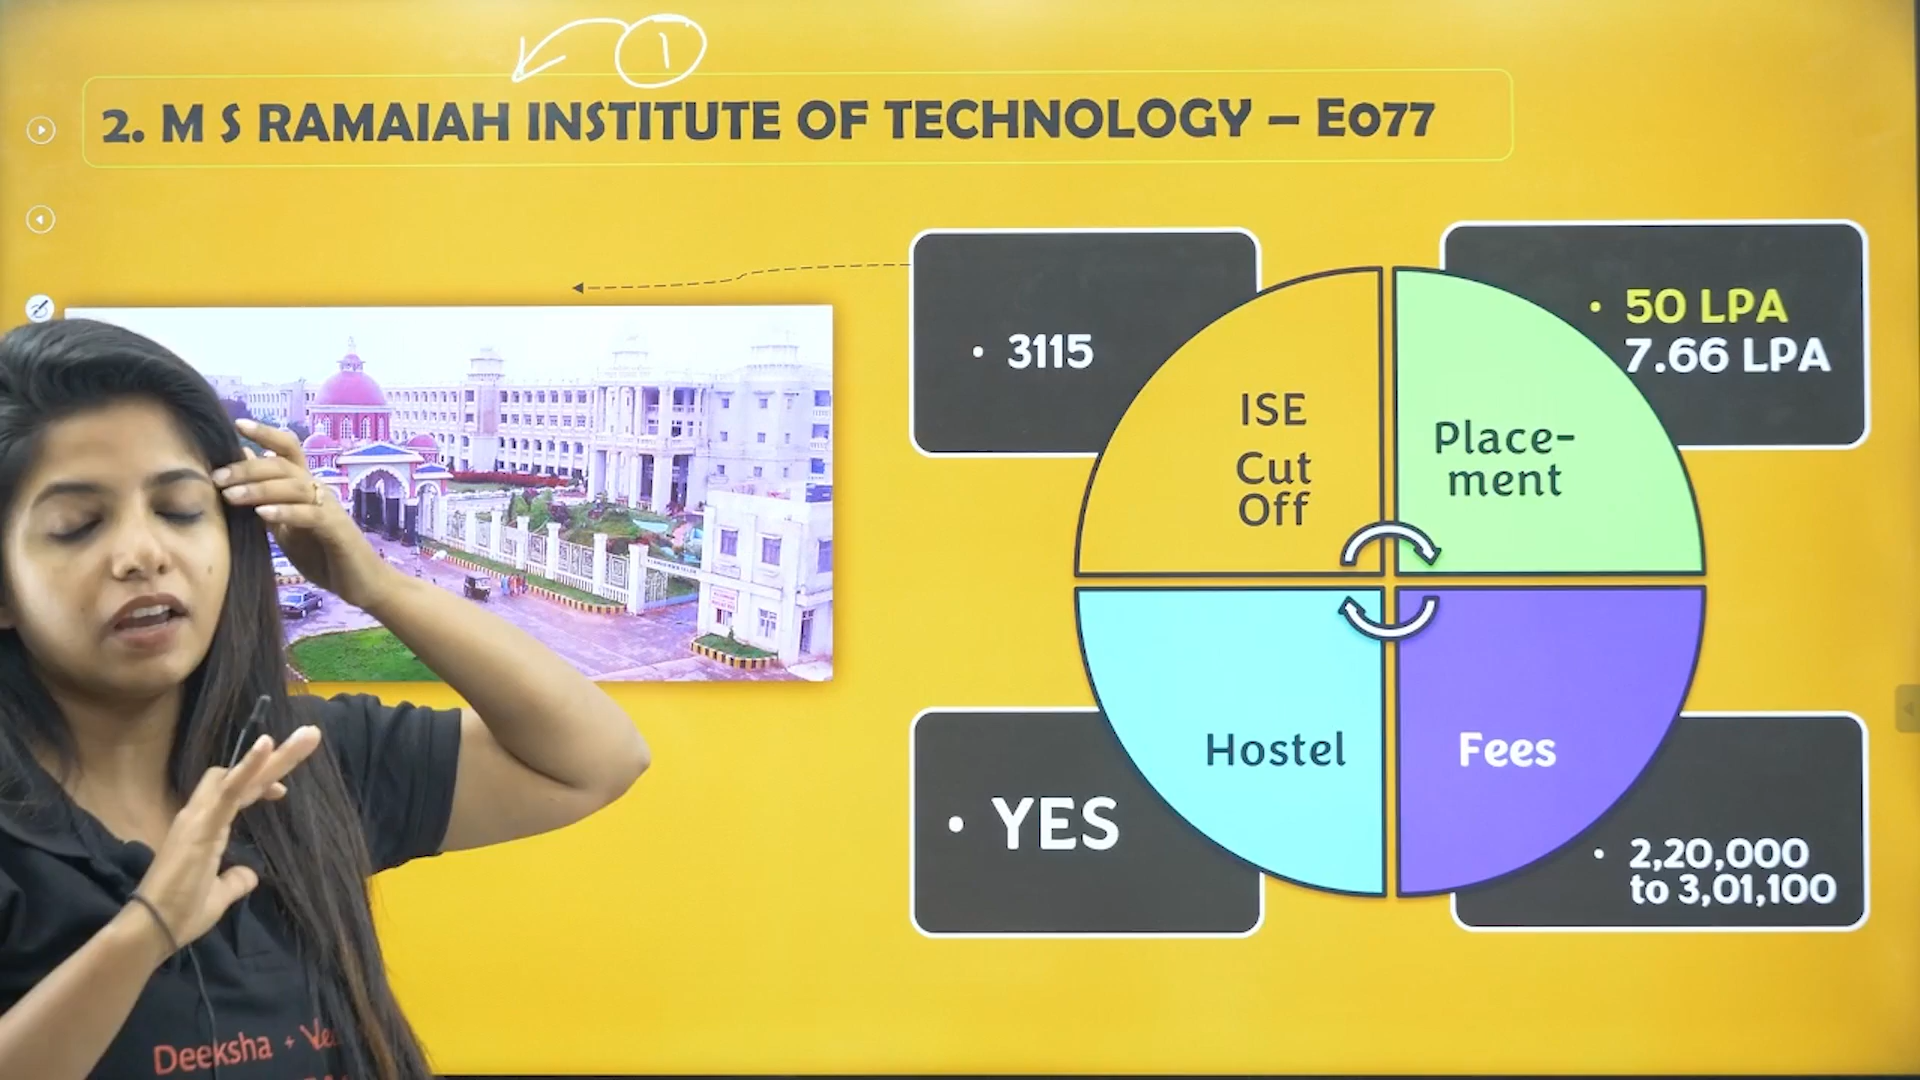 1
2. M S RAMAIAH INSTITUTE OF TECHNOLOGY – E077
• 3115
• 50 LPA
7.66 LPA
ISE
Cut
Off
Place-
ment
Hostel
Fees
• YES
• 2,20,000
to 3,01,100
Deeksha +